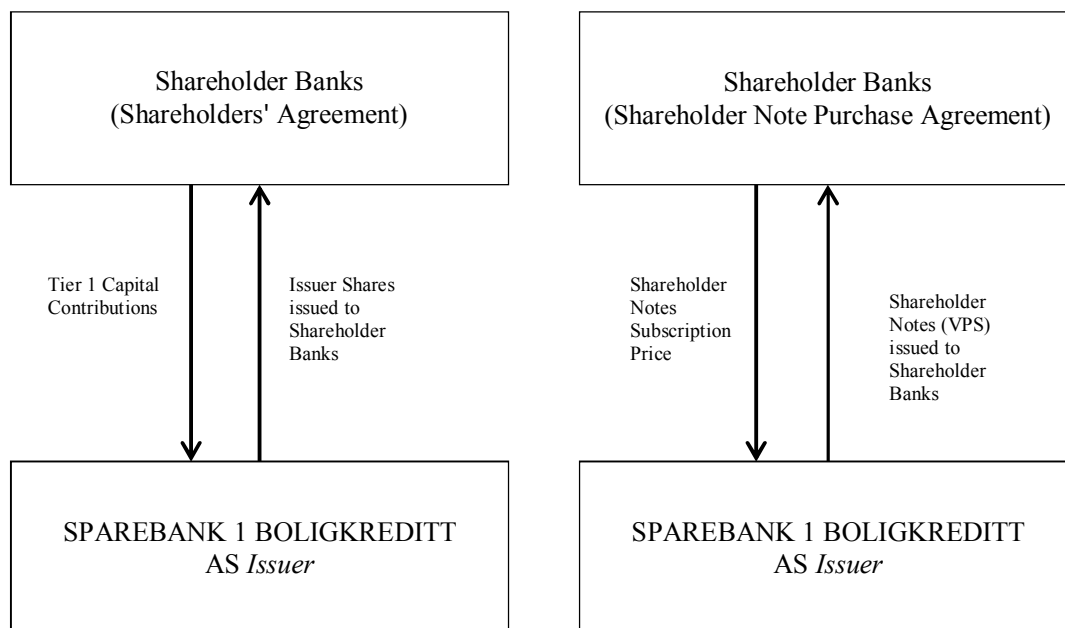 Shareholder Banks
(Shareholders' Agreement)
Tier 1 Capital
Contributions
Issuer Shares
issued to
Shareholder
Banks
SPAREBANK 1 BOLIGKREDITT
AS Issuer
Shareholder Banks
(Shareholder Note Purchase Agreement)
Shareholder
Notes
Subscription
Price
Shareholder
Notes (VPS)
issued to
Shareholder
Banks
SPAREBANK 1 BOLIGKREDITT
AS Issuer